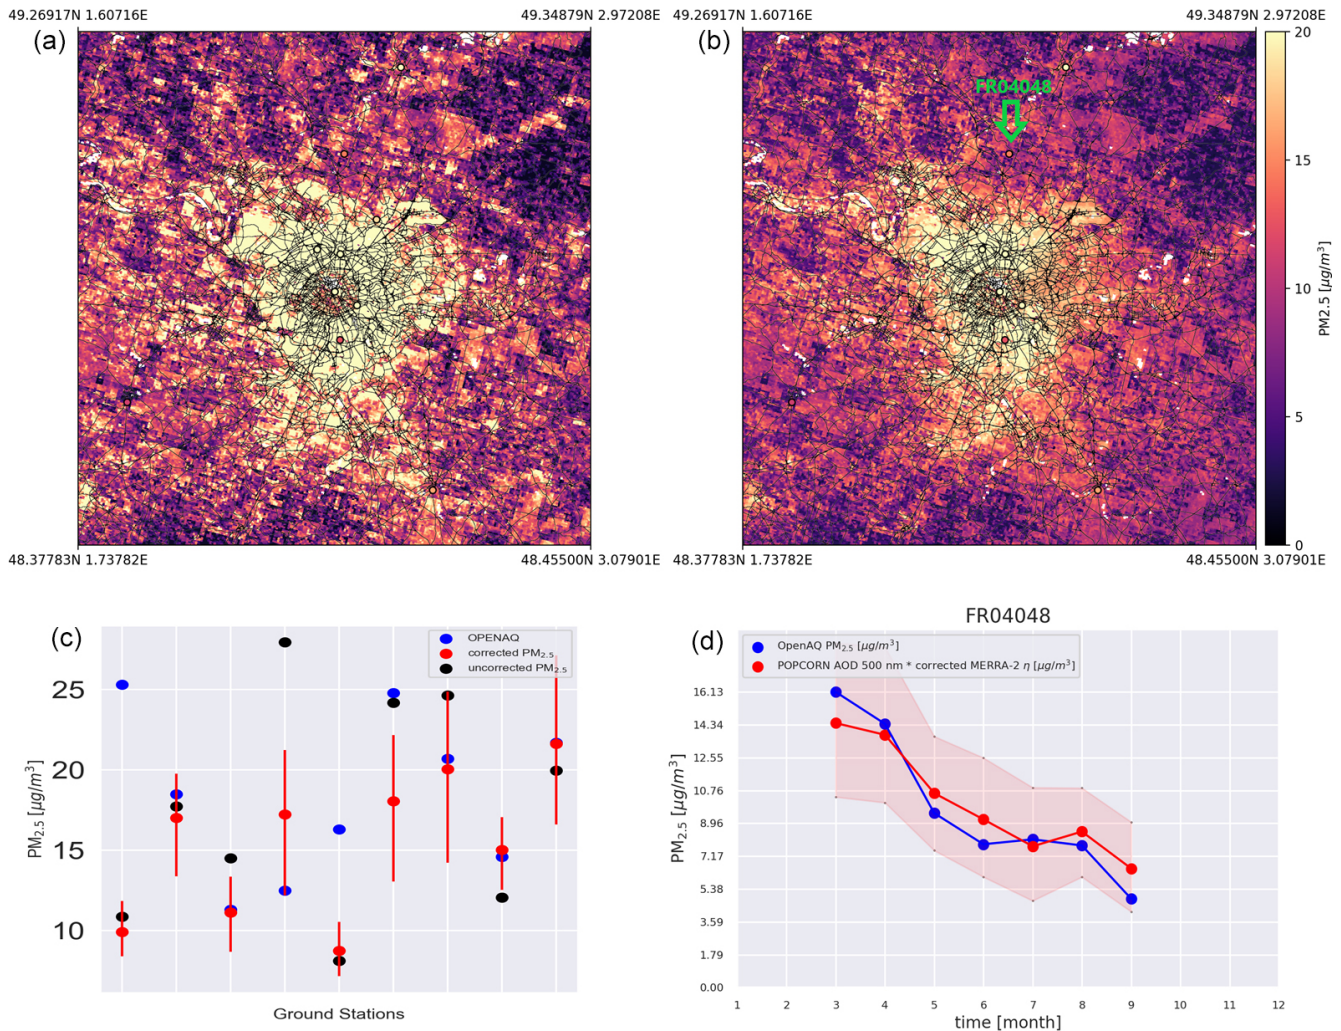 49.26917N 1.60716E
49.34879N 2.97208E
49.26917N 1.60716E
49.34879N 2.97208E
(a)
(b)
FR04048
20
15
10
5
0
PM2.5 [μg/m³]
48.37783N 1.73782E
48.45500N 3.07901E
48.37783N 1.73782E
48.45500N 3.07901E
(c)
OPENAQ
corrected PM₂.₅
uncorrected PM₂.₅
25
20
15
10
PM₂.₅ [μg/m³]
Ground Stations
FR04048
(d)
OpenAQ PM₂.₅ [μg/m³]
POPCORN AOD 500 nm * corrected MERRA-2 η [μg/m³]
16.13
14.34
12.55
10.76
8.96
7.17
5.38
3.59
1.79
0.00
PM₂.₅ [μg/m³]
1 2 3 4 5 6 7 8 9 10 11 12
time [month]